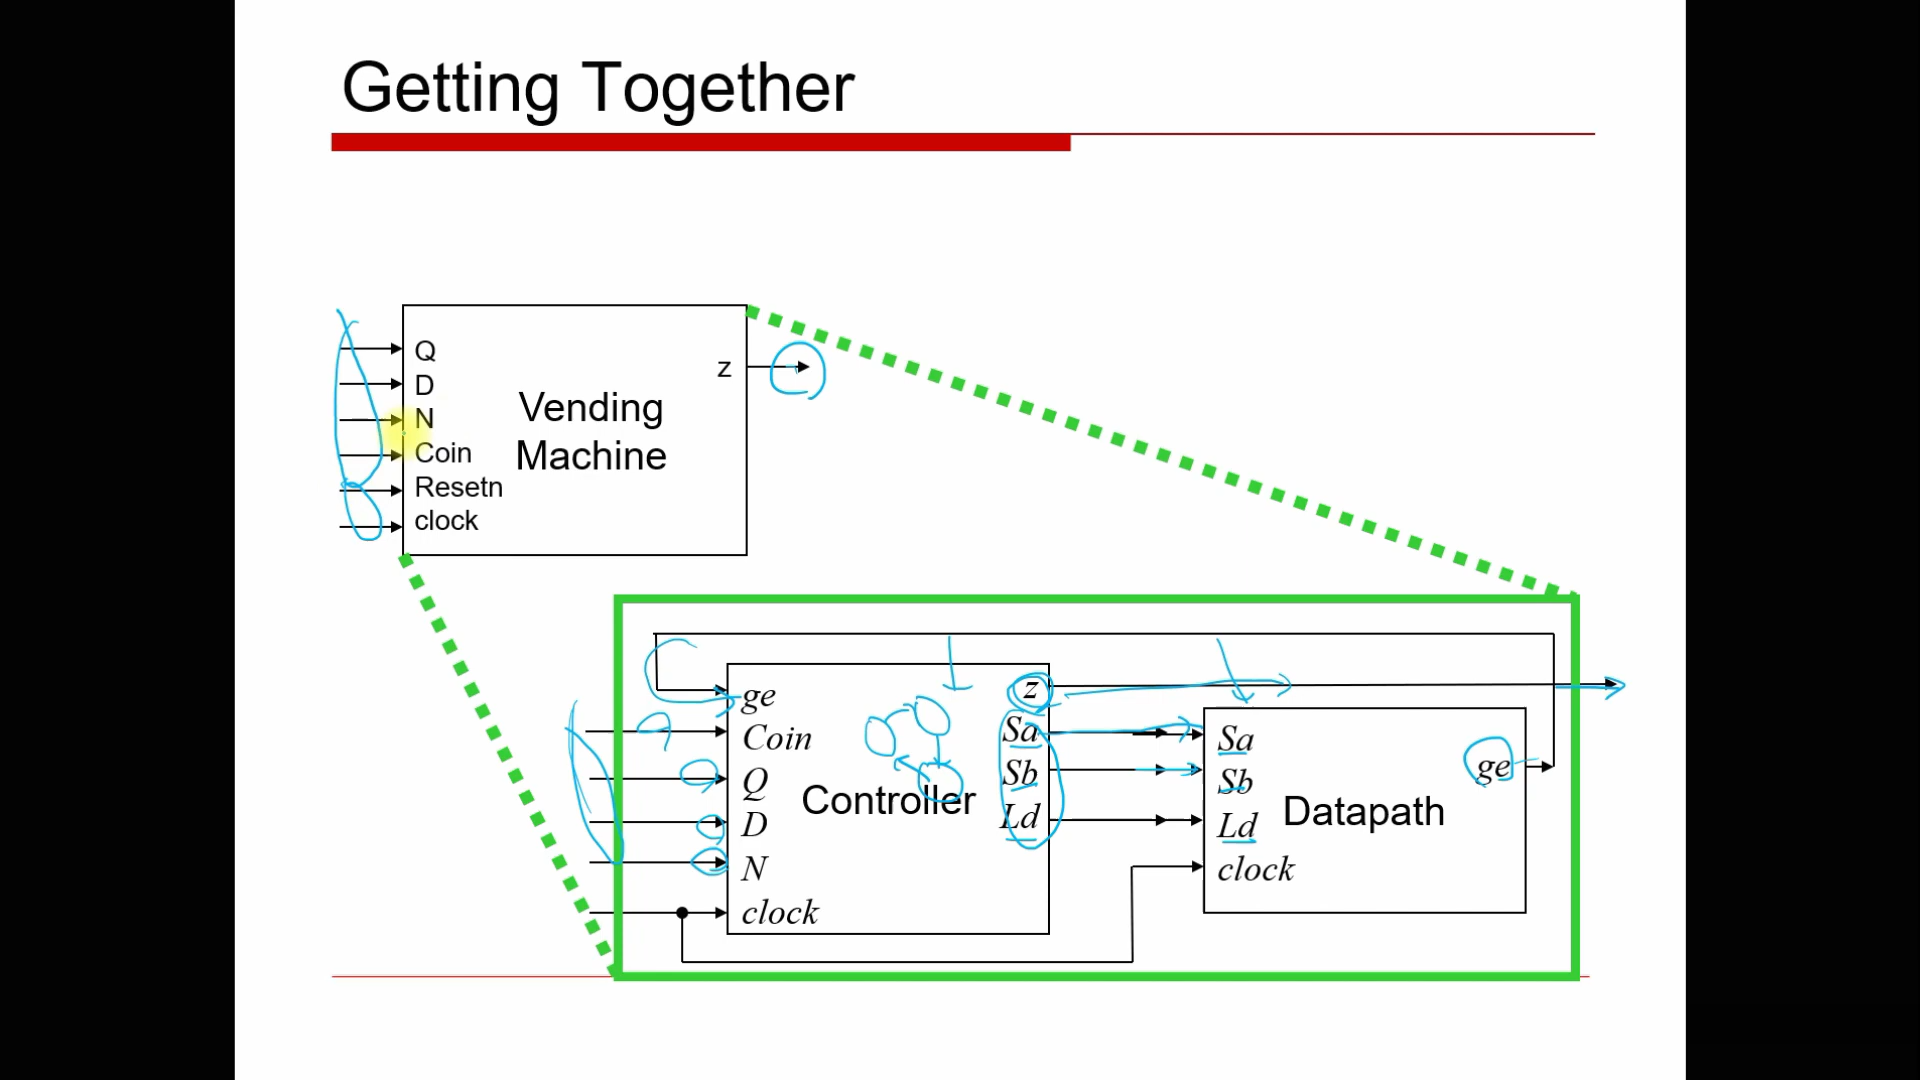 Getting Together
Q
D
N
Coin
Resetn
clock
z
Vending
Machine
ge
Coin
Q
D
N
clock
Controller
z
Sa
Sb
Ld
Sa
Sb
Ld
clock
Datapath
ge